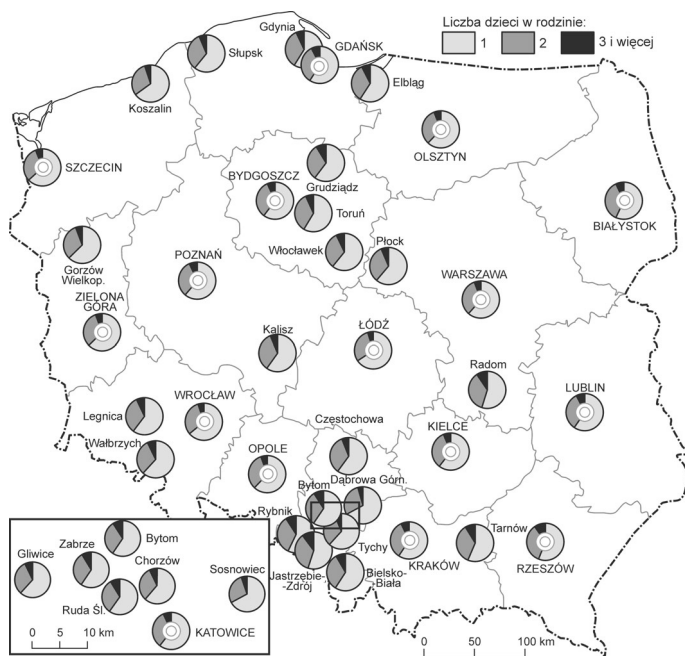 Liczba dzieci w rodzinie:
1
2
3 i więcej
Gdynia
GDAŃSK
Słupsk
Koszalin
Elbląg
SZCZECIN
OLSZTYN
BYDGOSZCZ
Grudziądz
Toruń
BIAŁYSTOK
Gorzów
Wielkop.
POZNAŃ
Włocławek
Płock
WARSZAWA
ZIELONA
GÓRA
Kalisz
ŁÓDŹ
Radom
LUBLIN
Legnica
WROCŁAW
Wałbrzych
Częstochowa
OPOLE
KIELCE
Dąbrowa Górn.
Bytom
Rybnik
Tychy
Jastrzębie-
-Zdrój
Bielsko-
-Biała
KRAKÓW
Tarnów
RZESZÓW
Gliwice
Zabrze
Bytom
Chorzów
Sosnowiec
Ruda Śl.
KATOWICE
0 5 10 km
0 50 100 km